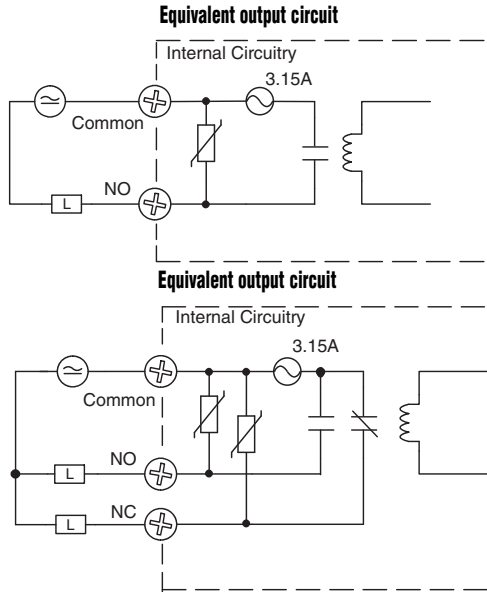 Equivalent output circuit
Internal Circuitry
3.15A
Common
NO
L
Equivalent output circuit
Internal Circuitry
3.15A
Common
NO
L
NC
L